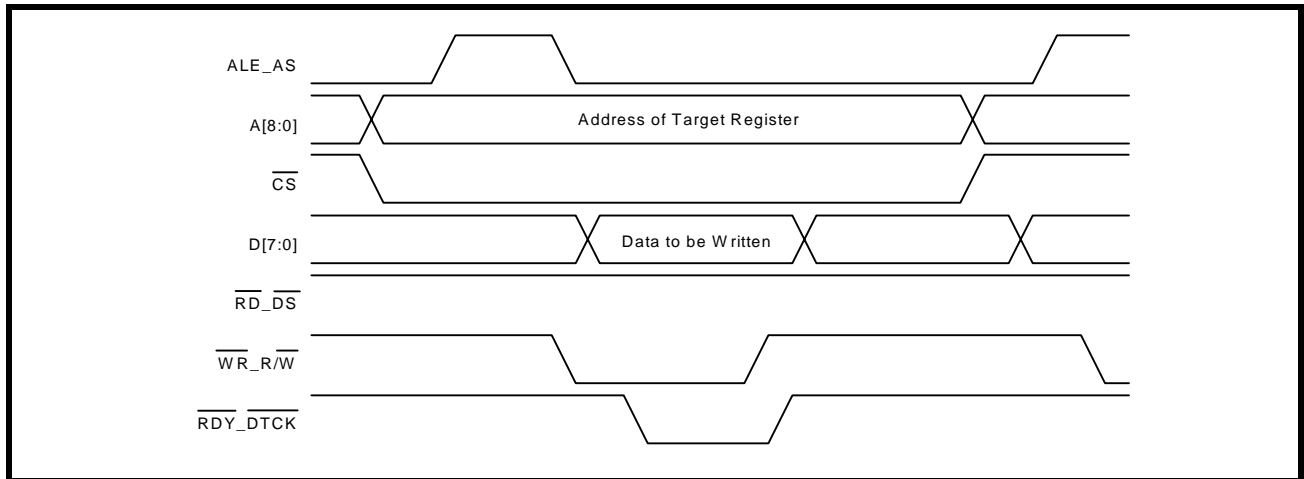 ALE_AS
A[8:0]
Address of Target Register
CS
D[7:0]
Data to be Written
RD_DS
WR_R/W
RDY_DTCK